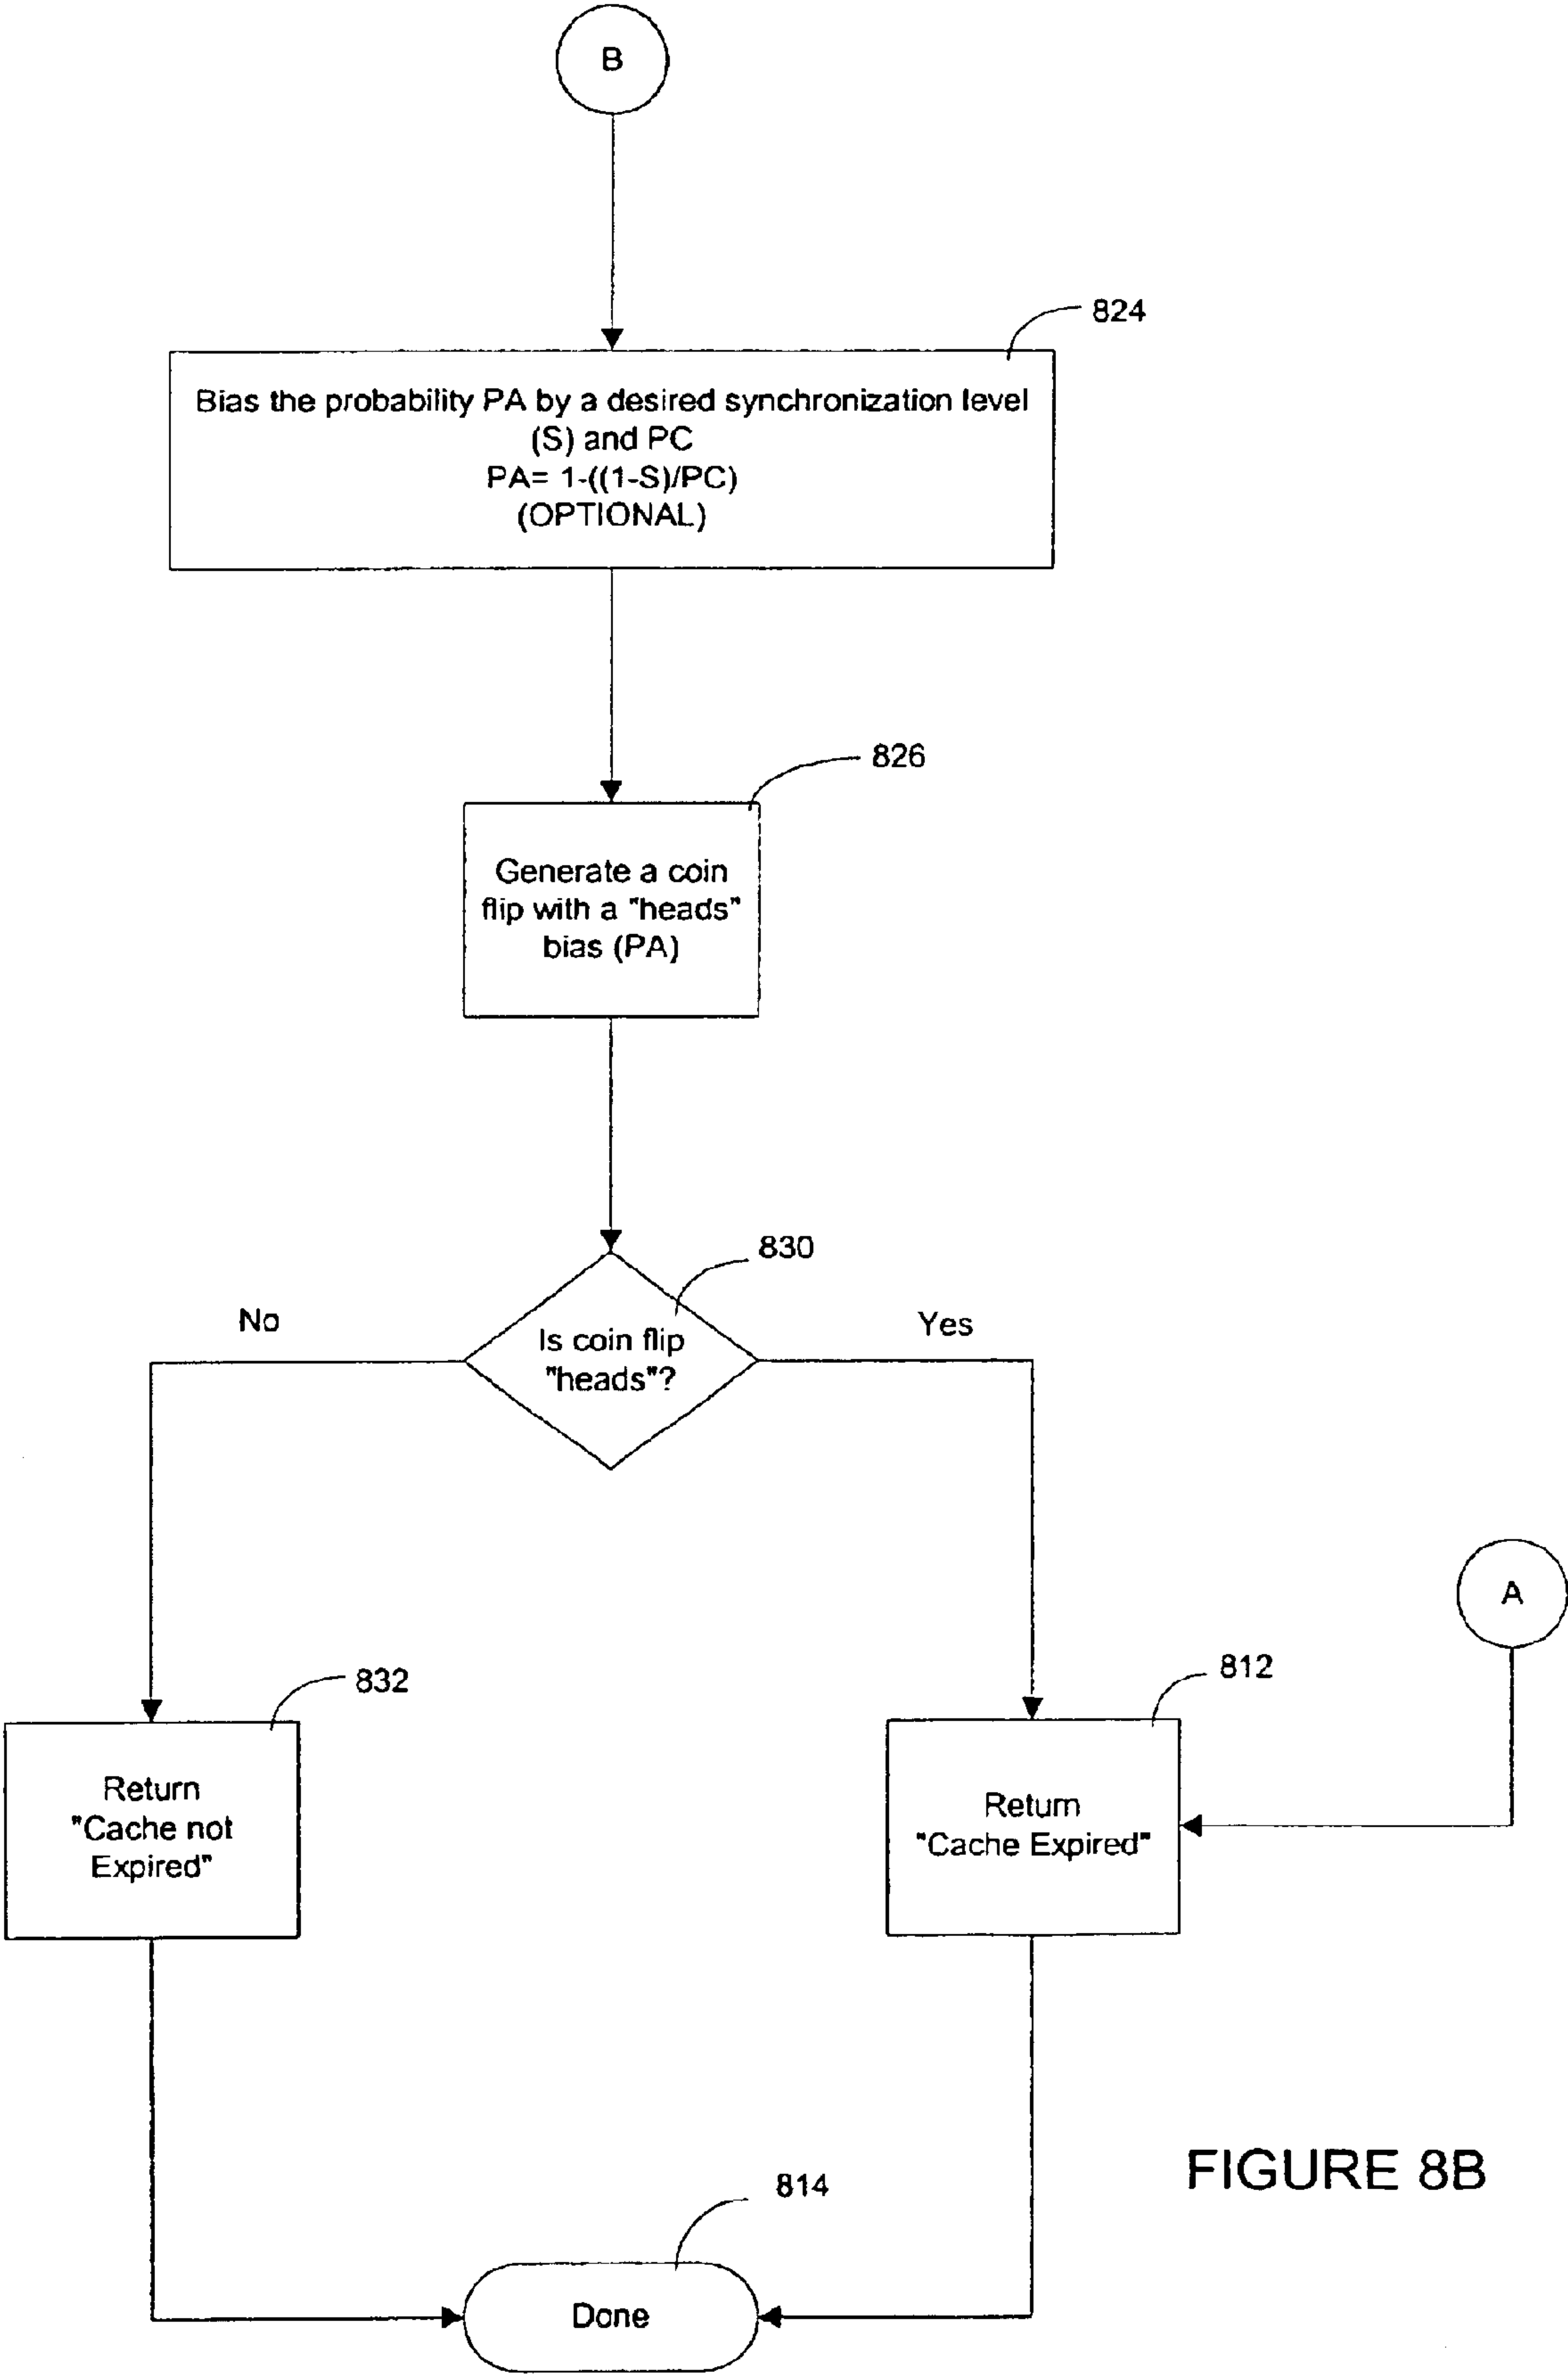 B
824
Bias the probability PA by a desired synchronization level
(S) and PC
PA= 1-((1-S)/PC)
(OPTIONAL)
826
Generate a coin
flip with a "heads"
bias (PA)
830
No
Yes
Is coin flip
"heads"?
A
832
812
Return
"Cache not
Expired"
Return
"Cache Expired"
FIGURE 8B
814
Done